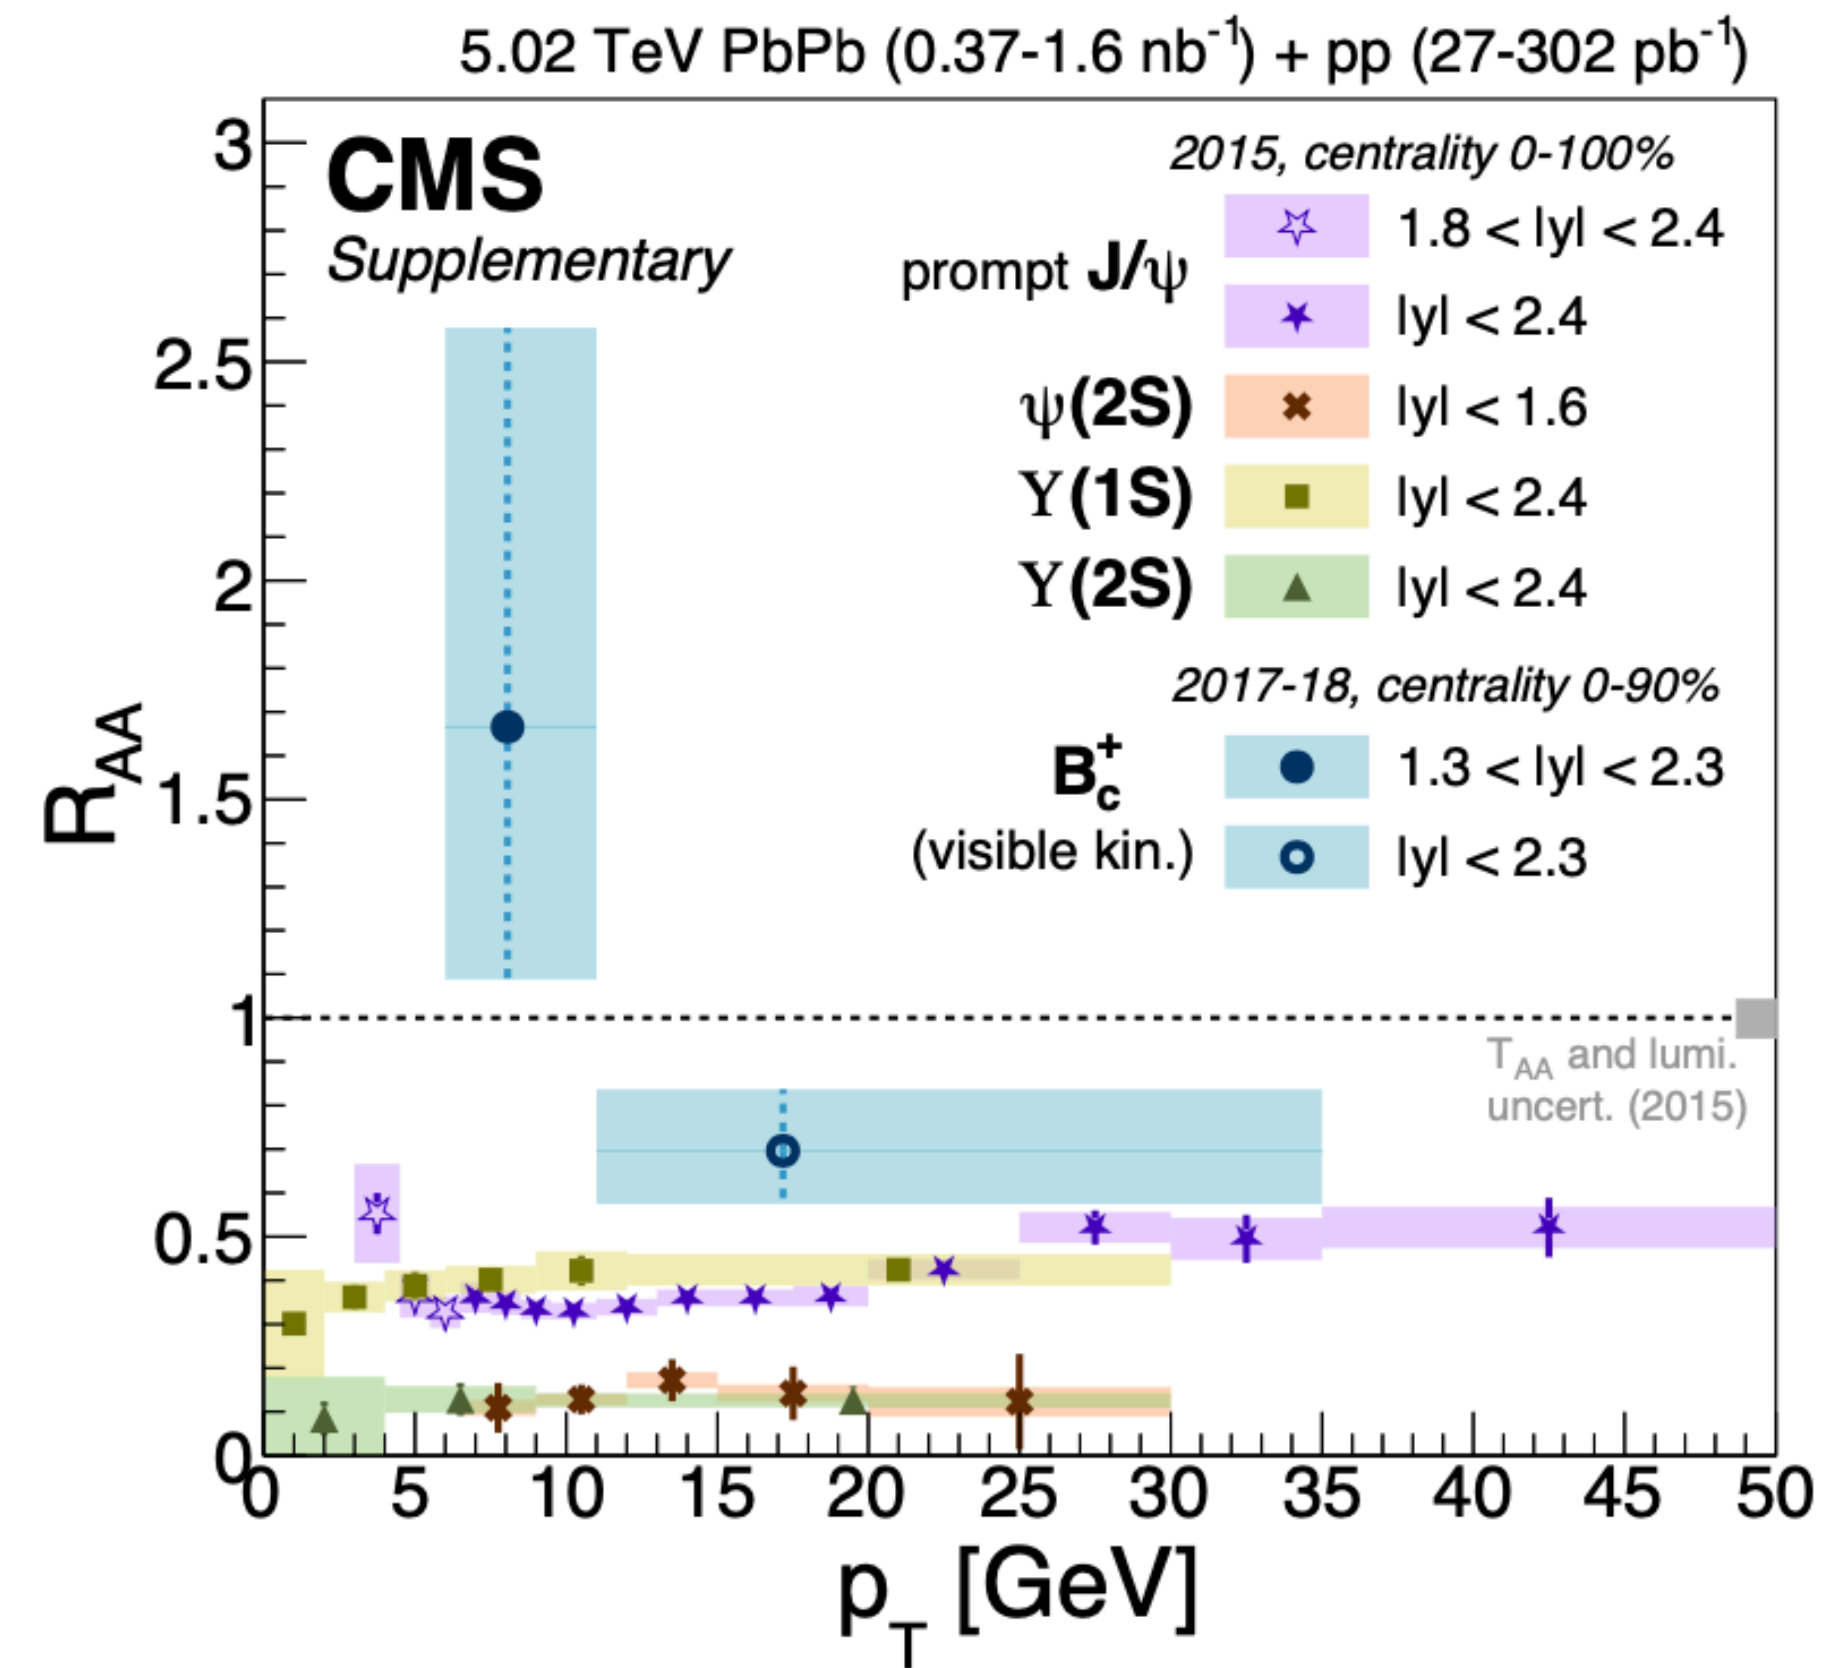 5.02 TeV PbPb (0.37-1.6 nb⁻¹) + pp (27-302 pb⁻¹)
CMS
Supplementary
2015, centrality 0-100%
prompt J/ψ
1.8 < |y| < 2.4
|y| < 2.4
ψ(2S) |y| < 1.6
Υ(1S) |y| < 2.4
Υ(2S) |y| < 2.4
2017-18, centrality 0-90%
B_c^+
(visible kin.)
1.3 < |y| < 2.3
|y| < 2.3
T_AA and lumi.
uncert. (2015)
R_AA
3
2.5
2
1.5
1
0.5
0
0 5 10 15 20 25 30 35 40 45 50
p_T [GeV]